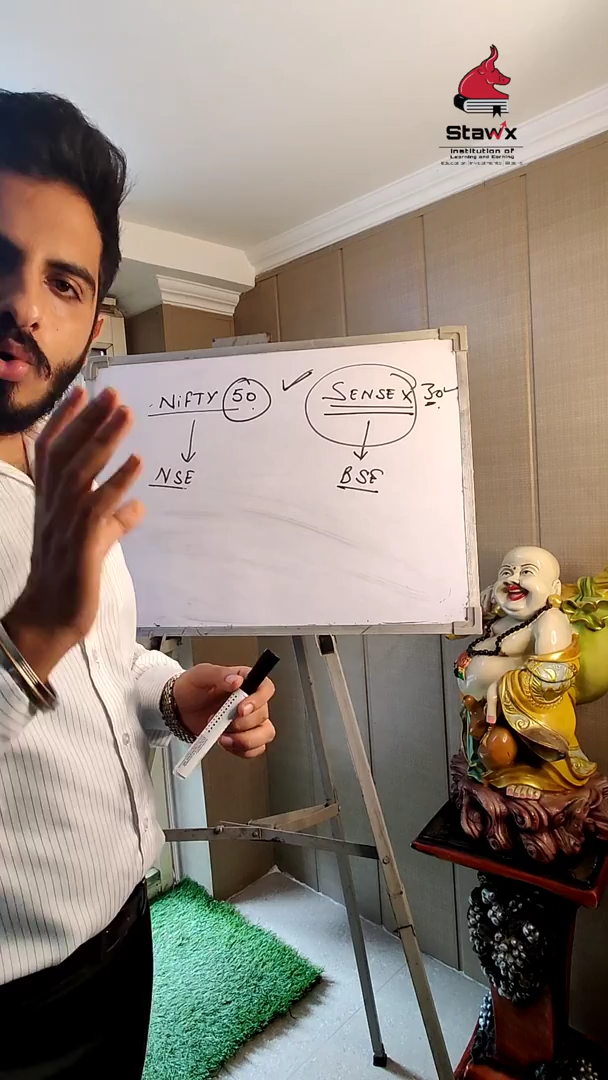 Stawx
Institution of
Learning and Earning
NIFTY 50 SENSEX 30
NSE BSE